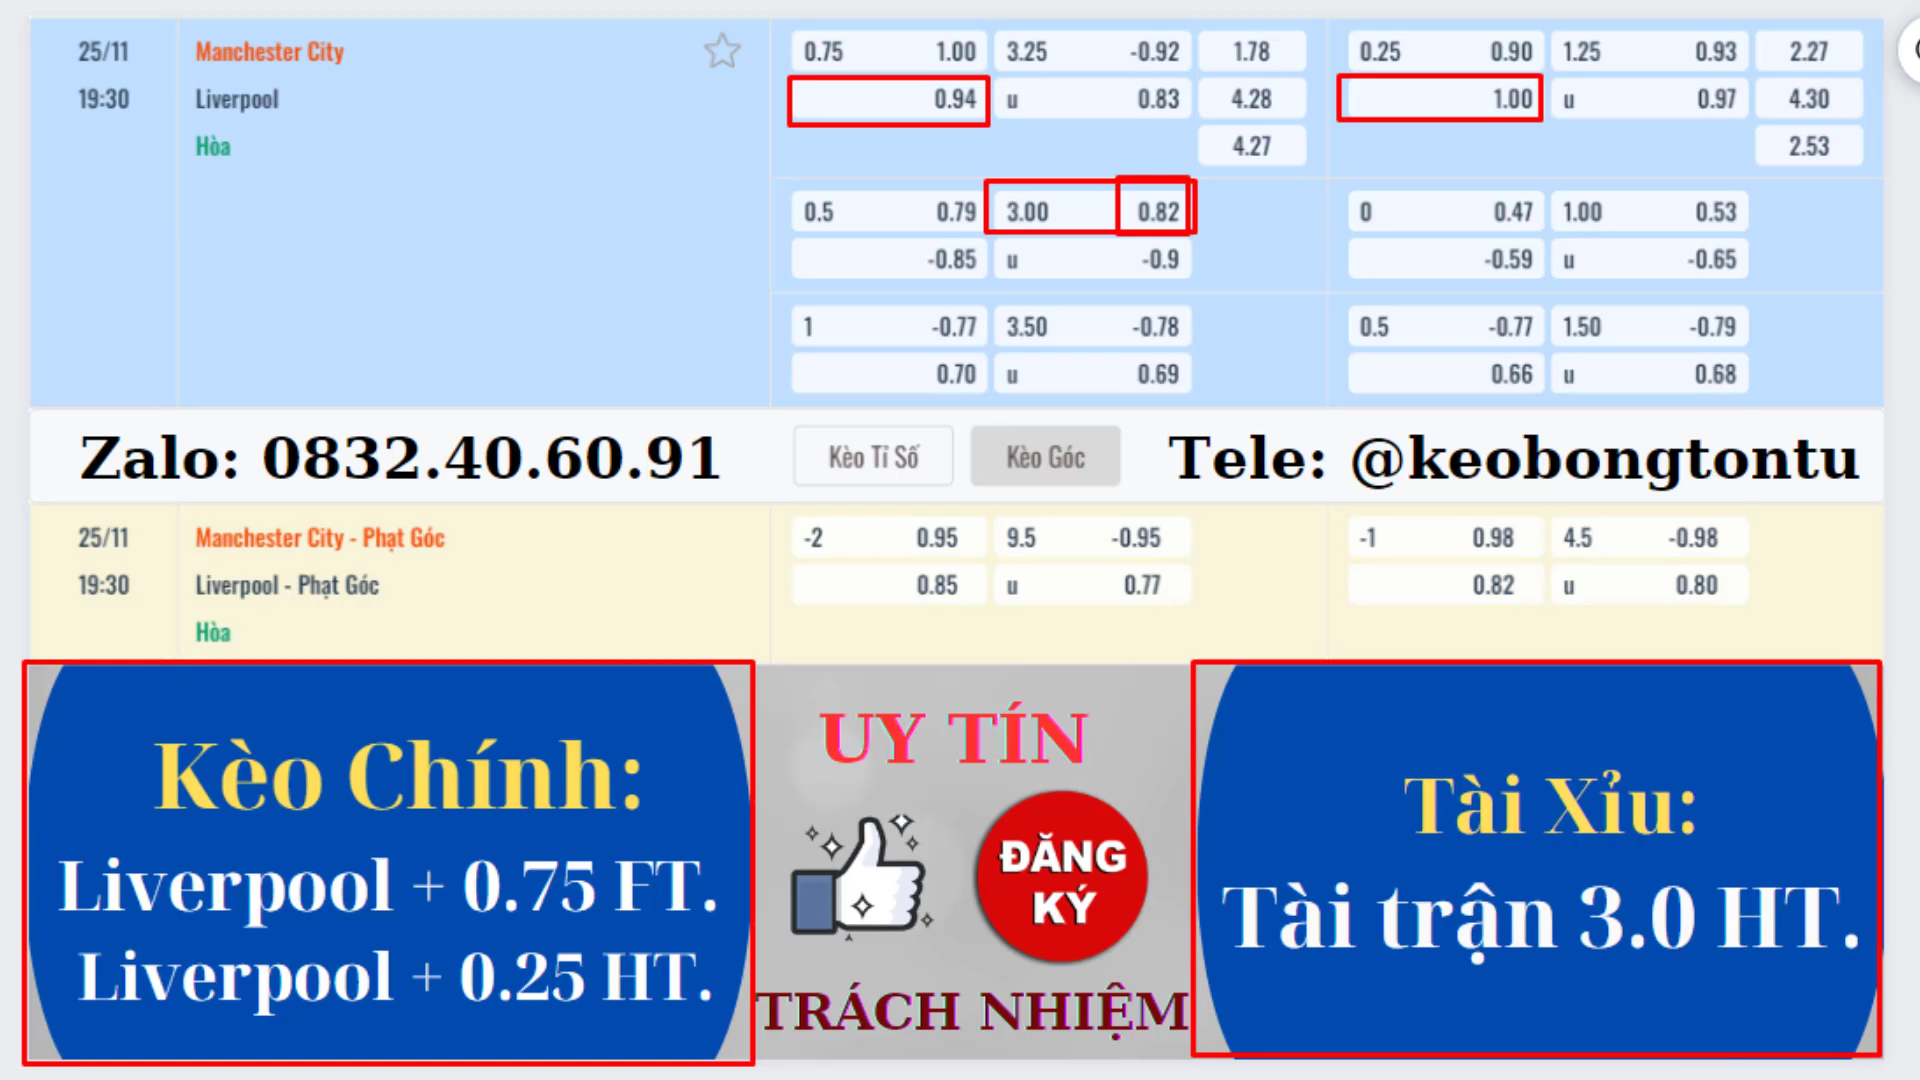 25/11 Manchester City 0.75 1.00 3.25 -0.92 1.78 0.25 0.90 1.25 0.93 2.27
19:30 Liverpool 0.94 u 0.83 4.28 1.00 u 0.97 4.30
Hòa 4.27 2.53
0.5 0.79 3.00 0.82 0 0.47 1.00 0.53
-0.85 u -0.9 -0.59 u -0.65
1 -0.77 3.50 -0.78 0.5 -0.77 1.50 -0.79
0.70 u 0.69 0.66 u 0.68
Zalo: 0832.40.60.91 Kèo Tỉ Số Kèo Góc Tele: @keobongtontu
25/11 Manchester City - Phạt Góc -2 0.95 9.5 -0.95 -1 0.98 4.5 -0.98
19:30 Liverpool - Phạt Góc 0.85 u 0.77 0.82 u 0.80
Hòa
Kèo Chính:
Liverpool + 0.75 FT.
Liverpool + 0.25 HT.
UY TÍN
ĐĂNG
KÝ
TRÁCH NHIỆM
Tài Xỉu:
Tài trận 3.0 HT.